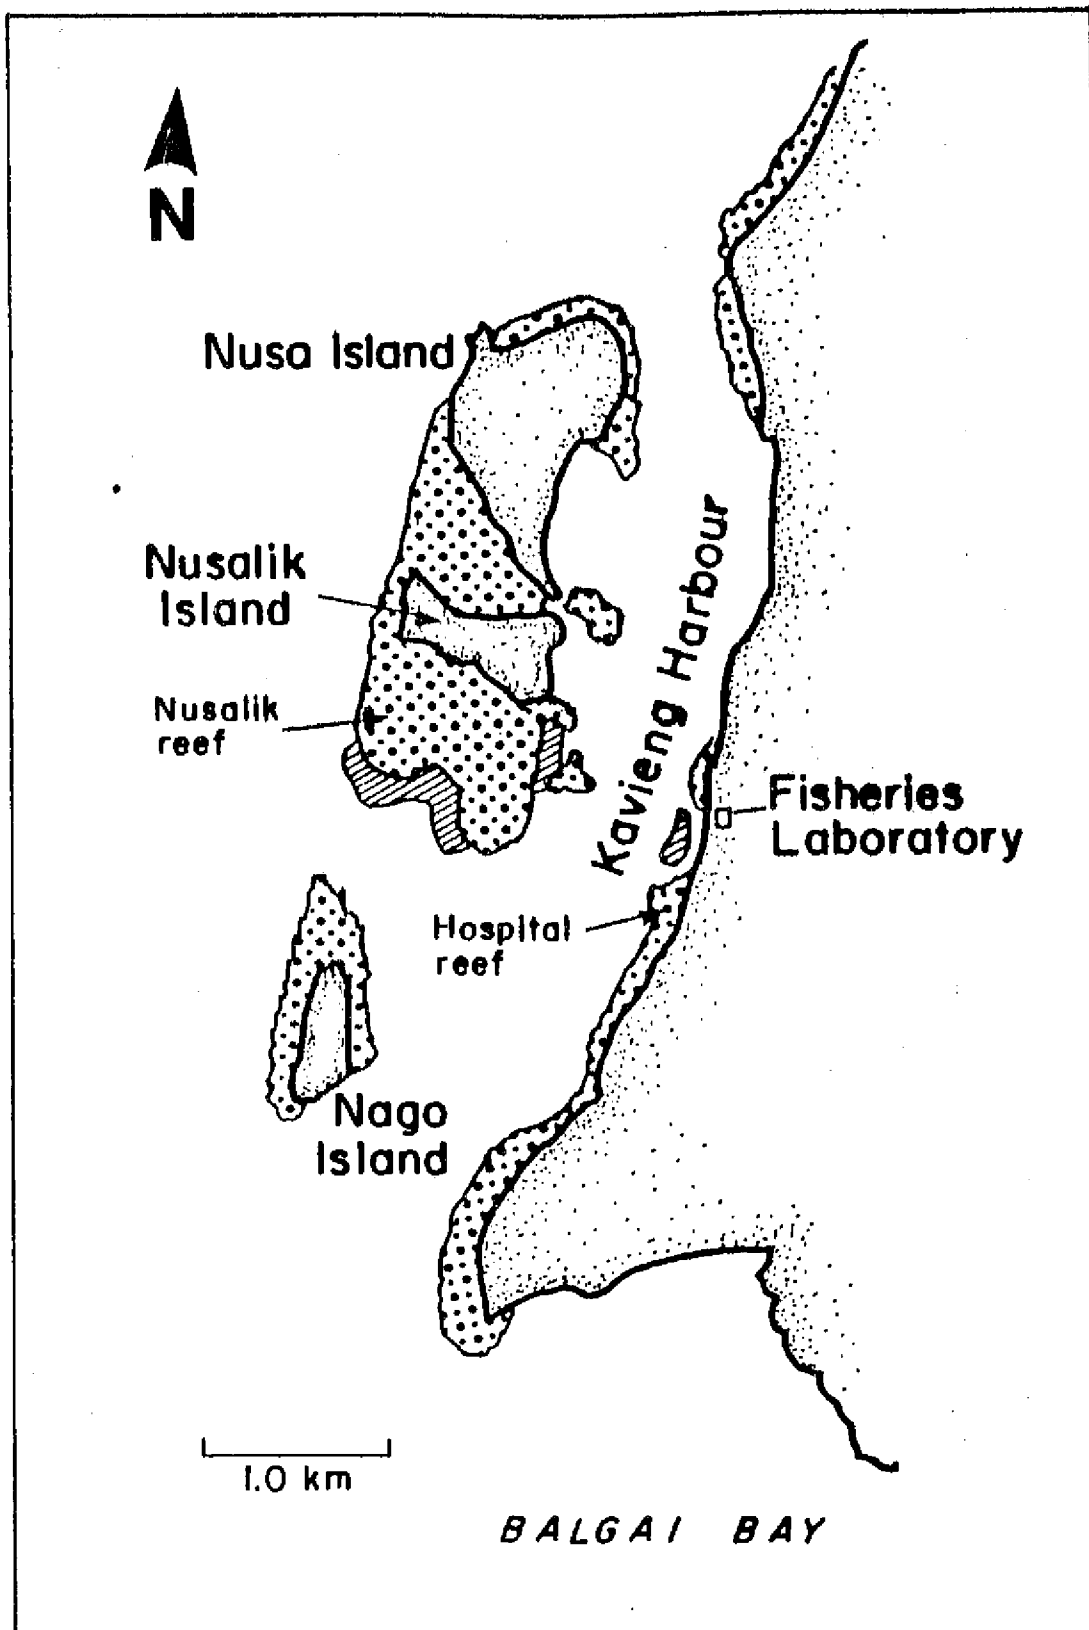 N
Nusa Island
Nusalik
Island
Nusalik
reef
Kavieng Harbour
Fisheries
Laboratory
Hospital
reef
Nago
Island
1.0 km
BALGAI BAY